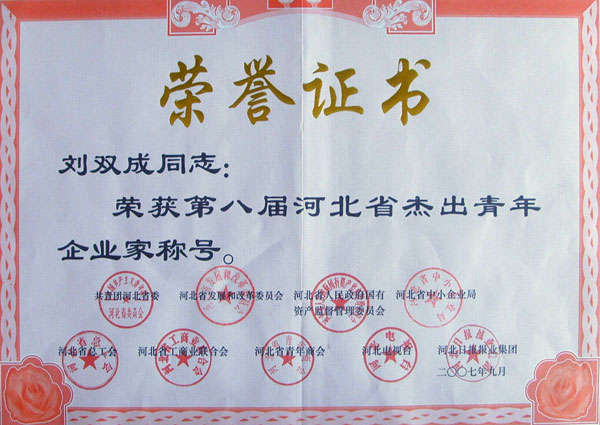 荣誉证书
刘双成同志：
荣获第八届河北省杰出青年
企业家称号。
共青团河北省委 河北省发展和改革委员会 河北省人民政府国有 河北省中小企业局
资产监督管理委员会
河北省总工会 河北省工商业联合会 河北省青年商会 河北电视台 河北日报报业集团
二〇〇七年九月